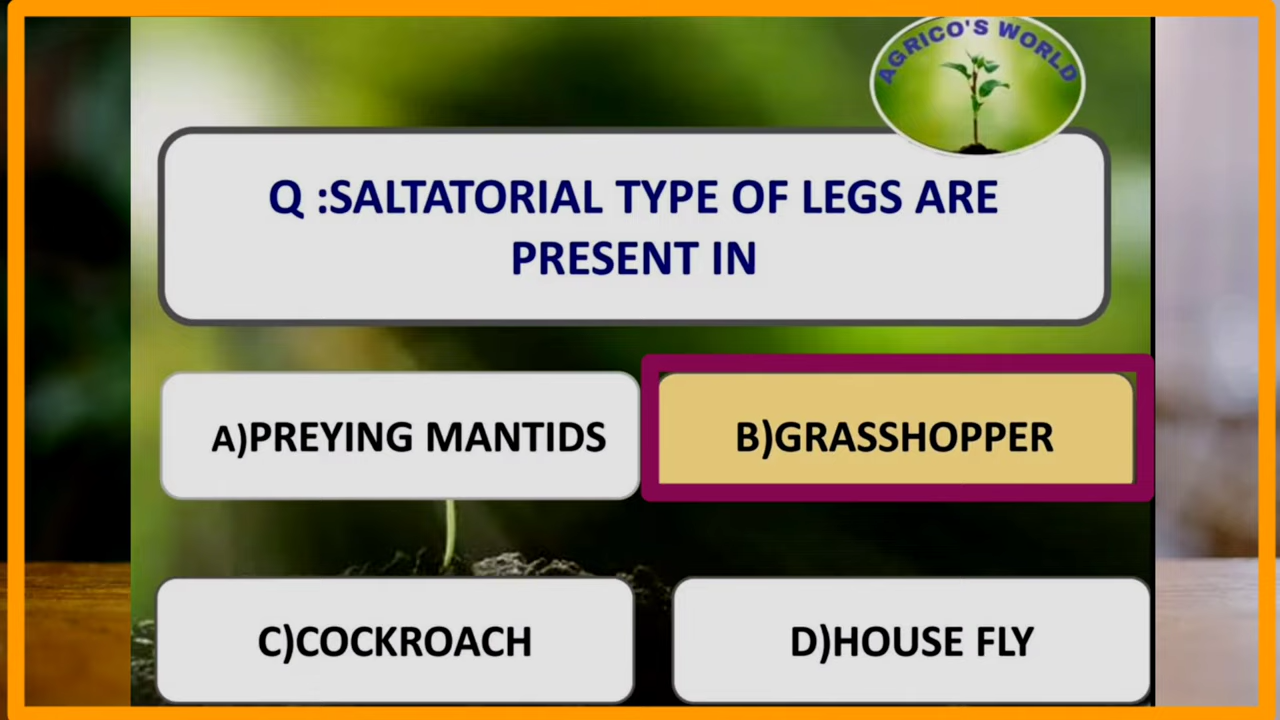 AGRICO'S WORLD
Q :SALTATORIAL TYPE OF LEGS ARE
PRESENT IN
A)PREYING MANTIDS
B)GRASSHOPPER
C)COCKROACH
D)HOUSE FLY